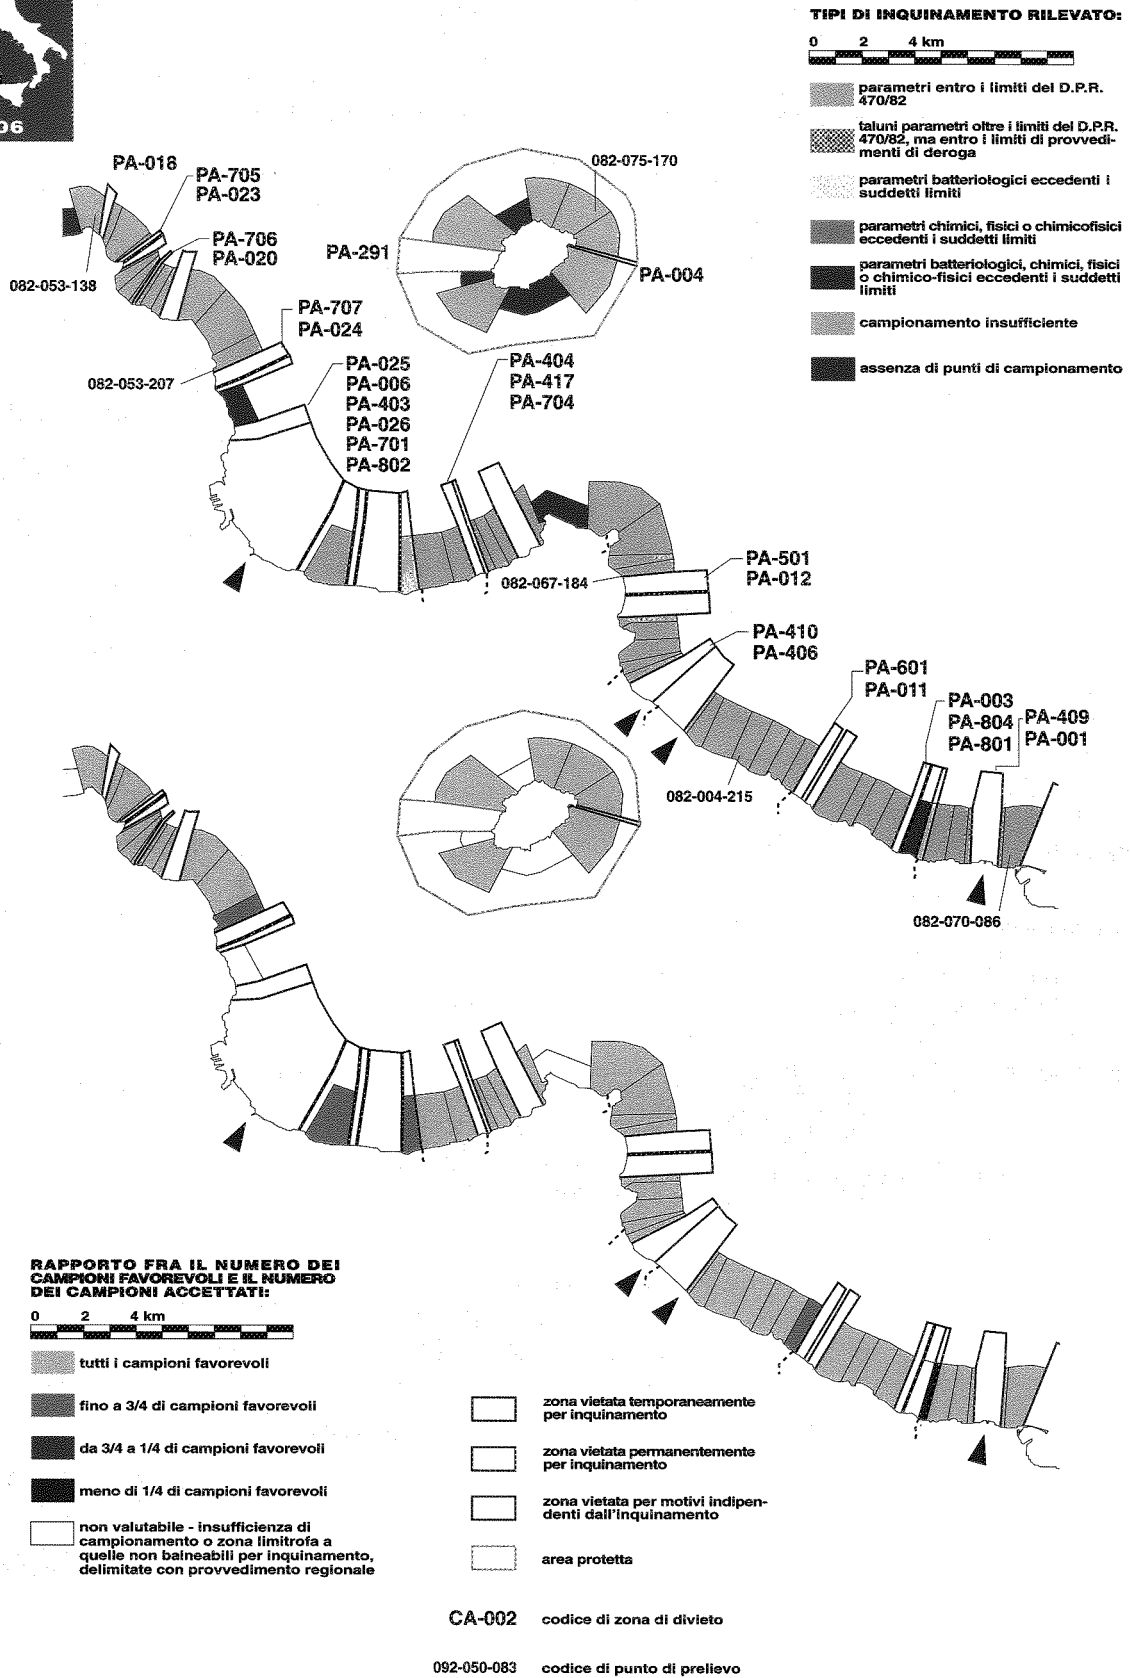 TIPI DI INQUINAMENTO RILEVATO:
0 2 4 km
parametri entro i limiti del D.P.R.
470/82
taluni parametri oltre i limiti del D.P.R.
470/82, ma entro i limiti di provvedi-
menti di deroga
parametri batteriologici eccedenti i
suddetti limiti
parametri chimici, fisici o chimicofisici
eccedenti i suddetti limiti
parametri batteriologici, chimici, fisici
o chimico-fisici eccedenti i suddetti
limiti
campionamento insufficiente
assenza di punti di campionamento
06
PA-018
PA-705
PA-023
PA-706
PA-020
082-053-138
PA-707
PA-024
082-053-207
PA-025
PA-006
PA-403
PA-026
PA-701
PA-802
PA-291
082-075-170
PA-004
PA-404
PA-417
PA-704
082-067-184
PA-501
PA-012
PA-410
PA-406
PA-601
PA-011
PA-003
PA-804
PA-801
PA-409
PA-001
082-004-215
082-070-086
RAPPORTO FRA IL NUMERO DEI
CAMPIONI FAVOREVOLI E IL NUMERO
DEI CAMPIONI ACCETTATI:
0 2 4 km
tutti i campioni favorevoli
fino a 3/4 di campioni favorevoli
da 3/4 a 1/4 di campioni favorevoli
meno di 1/4 di campioni favorevoli
non valutabile - insufficienza di
campionamento o zona limitrofa a
quelle non balneabili per inquinamento,
delimitate con provvedimento regionale
zona vietata temporaneamente
per inquinamento
zona vietata permanentemente
per inquinamento
zona vietata per motivi indipen-
denti dall'inquinamento
area protetta
CA-002 codice di zona di divieto
092-050-083 codice di punto di prelievo